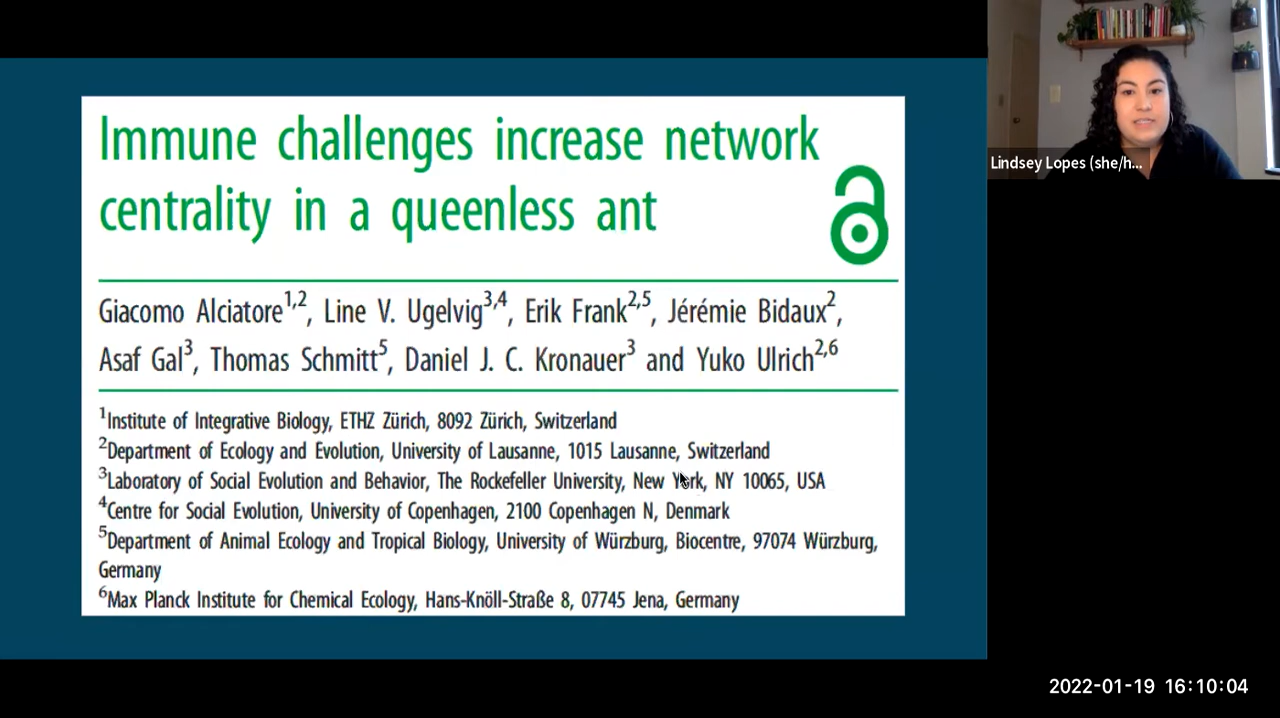 Immune challenges increase network
centrality in a queenless ant
Giacomo Alciatore1,2, Line V. Ugelvig3,4, Erik Frank2,5, Jérémie Bidaux2,
Asaf Gal3, Thomas Schmitt5, Daniel J. C. Kronauer3 and Yuko Ulrich2,6
1Institute of Integrative Biology, ETHZ Zürich, 8092 Zürich, Switzerland
2Department of Ecology and Evolution, University of Lausanne, 1015 Lausanne, Switzerland
3Laboratory of Social Evolution and Behavior, The Rockefeller University, New York, NY 10065, USA
4Centre for Social Evolution, University of Copenhagen, 2100 Copenhagen N, Denmark
5Department of Animal Ecology and Tropical Biology, University of Würzburg, Biocentre, 97074 Würzburg,
Germany
6Max Planck Institute for Chemical Ecology, Hans-Knöll-Straße 8, 07745 Jena, Germany
Lindsey Lopes (she/h...
2022-01-19 16:10:04